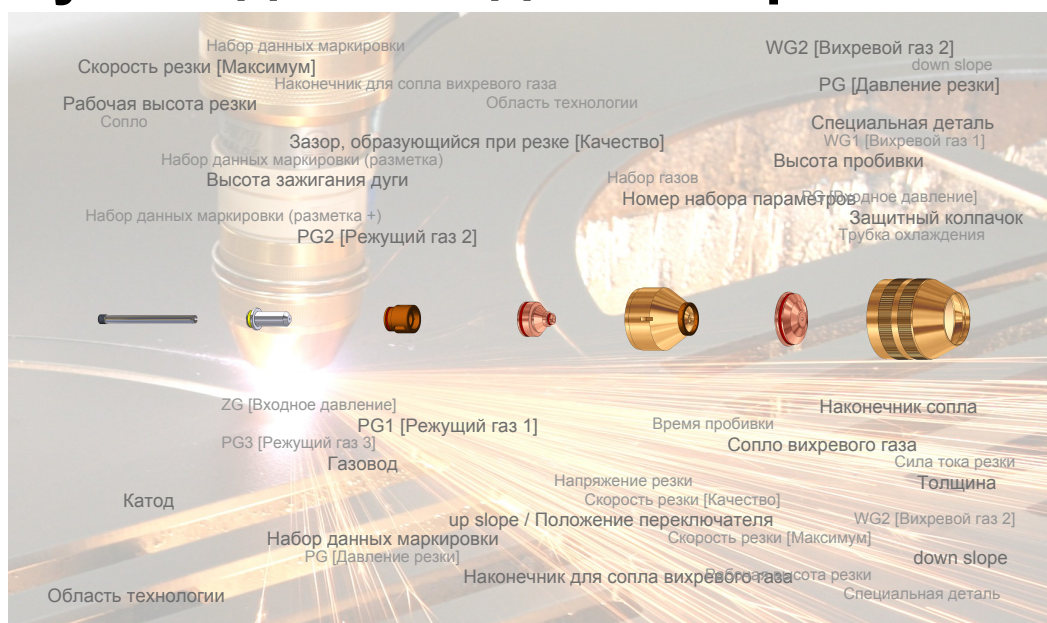 Набор данных маркировки
WG2 [Вихревой газ 2]
Скорость резки [Максимум]
down slope
Наконечник для сопла вихревого газа
PG [Давление резки]
Рабочая высота резки
Область технологии
Сопло
Специальная деталь
Зазор, образующийся при резке [Качество]
WG1 [Вихревой газ 1]
Набор данных маркировки (разметка)
Высота пробивки
Высота зажигания дуги
Набор газов
Номер набора параметров
[Входное давление]
Набор данных маркировки (разметка +)
Защитный колпачок
PG2 [Режущий газ 2]
Трубка охлаждения
ZG [Входное давление]
Наконечник сопла
PG1 [Режущий газ 1]
Время пробивки
PG3 [Режущий газ 3]
Сопло вихревого газа
Газовод
Сила тока резки
Напряжение резки
Толщина
Катод
Скорость резки [Качество]
up slope / Положение переключателя
WG2 [Вихревой газ 2]
Набор данных маркировки
Скорость резки [Максимум]
PG [Давление резки]
down slope
Наконечник для сопла вихревого газа
Рабочая высота резки
Область технологии
Специальная деталь